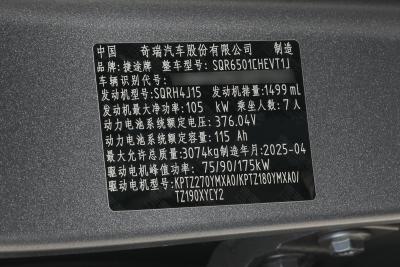 中国 奇瑞汽车股份有限公司 制造
品牌:捷途牌 整车型号:SQR6501CHEVT1J
车辆识别代号:
发动机型号:SQRH4J15 发动机排量:1499mL
发动机最大净功率:105 kW 乘坐人数:7人
动力电池系统额定电压:376.04V
动力电池系统额定容量:115 Ah
最大允许总质量:3074kg制造年月:2025-04
驱动电机峰值功率:75/90/175kW
驱动电机型号:KPTZ270YMXA0/KPTZ180YMXA0/
TZ190XYCY2